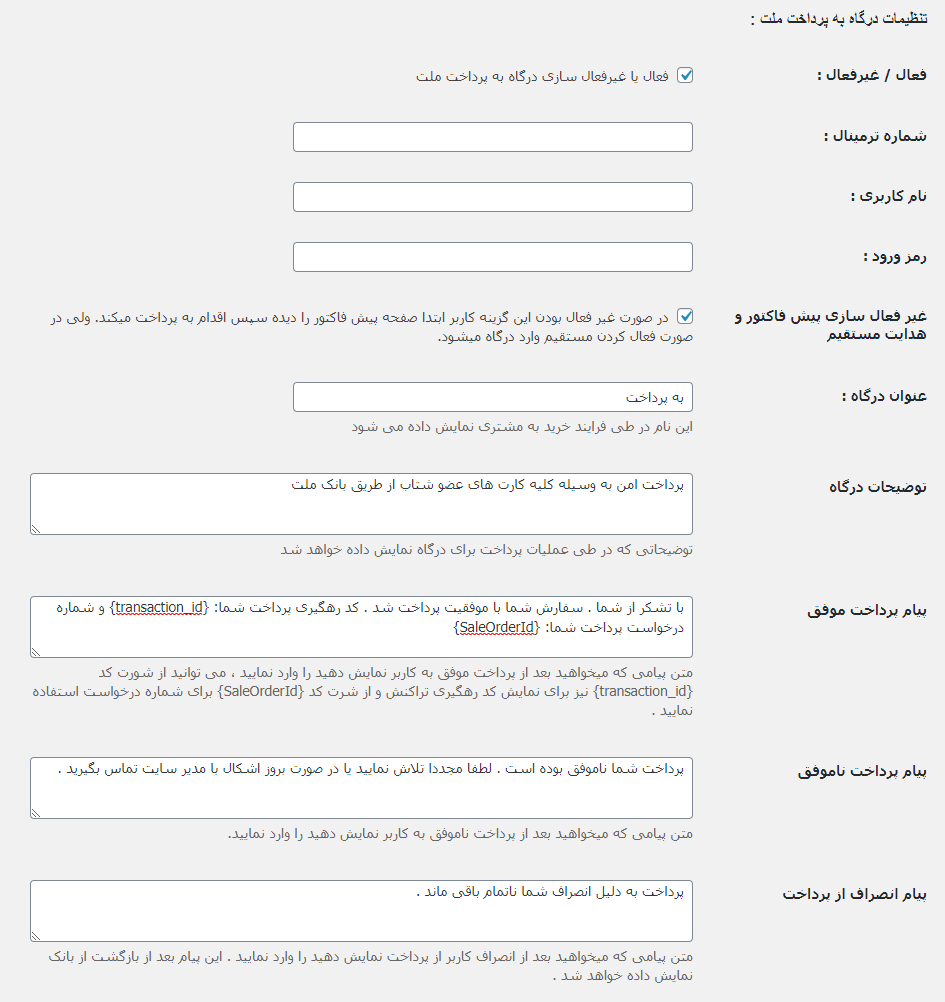 تنظیمات درگاه به پرداخت ملت :
فعال / غیرفعال :
فعال یا غیرفعال سازی درگاه به پرداخت ملت
شماره ترمینال :
نام کاربری :
رمز ورود :
غیر فعال سازی پیش فاکتور و
هدایت مستقیم
در صورت غیر فعال بودن این گزینه کاربر ابتدا صفحه پیش فاکتور را دیده سپس اقدام به پرداخت میکند. ولی در
صورت فعال کردن مستقیم وارد درگاه میشود.
عنوان درگاه :
به پرداخت
این نام در طی فرایند خرید به مشتری نمایش داده می شود
توضیحات درگاه
پرداخت امن به وسیله کلیه کارت های عضو شتاب از طریق بانک ملت
توضیحاتی که در طی عملیات پرداخت برای درگاه نمایش داده خواهد شد
پیام پرداخت موفق
با تشکر از شما . سفارش شما با موفقیت پرداخت شد . کد رهگیری پرداخت شما: {transaction_id} و شماره
درخواست پرداخت شما: {SaleOrderId}
متن پیامی که میخواهید بعد از پرداخت موفق به کاربر نمایش دهید را وارد نمایید ، می توانید از شورت کد
{transaction_id} نیز برای نمایش کد رهگیری تراکنش و از شرت کد {SaleOrderId} برای شماره درخواست استفاده
نمایید .
پیام پرداخت ناموفق
پرداخت شما ناموفق بوده است . لطفا مجددا تلاش نمایید یا در صورت بروز اشکال با مدیر سایت تماس بگیرید .
متن پیامی که میخواهید بعد از پرداخت ناموفق به کاربر نمایش دهید را وارد نمایید.
پیام انصراف از پرداخت
پرداخت به دلیل انصراف شما ناتمام باقی ماند .
متن پیامی که میخواهید بعد از انصراف کاربر از پرداخت نمایش دهید را وارد نمایید . این پیام بعد از بازگشت از بانک
نمایش داده خواهد شد .